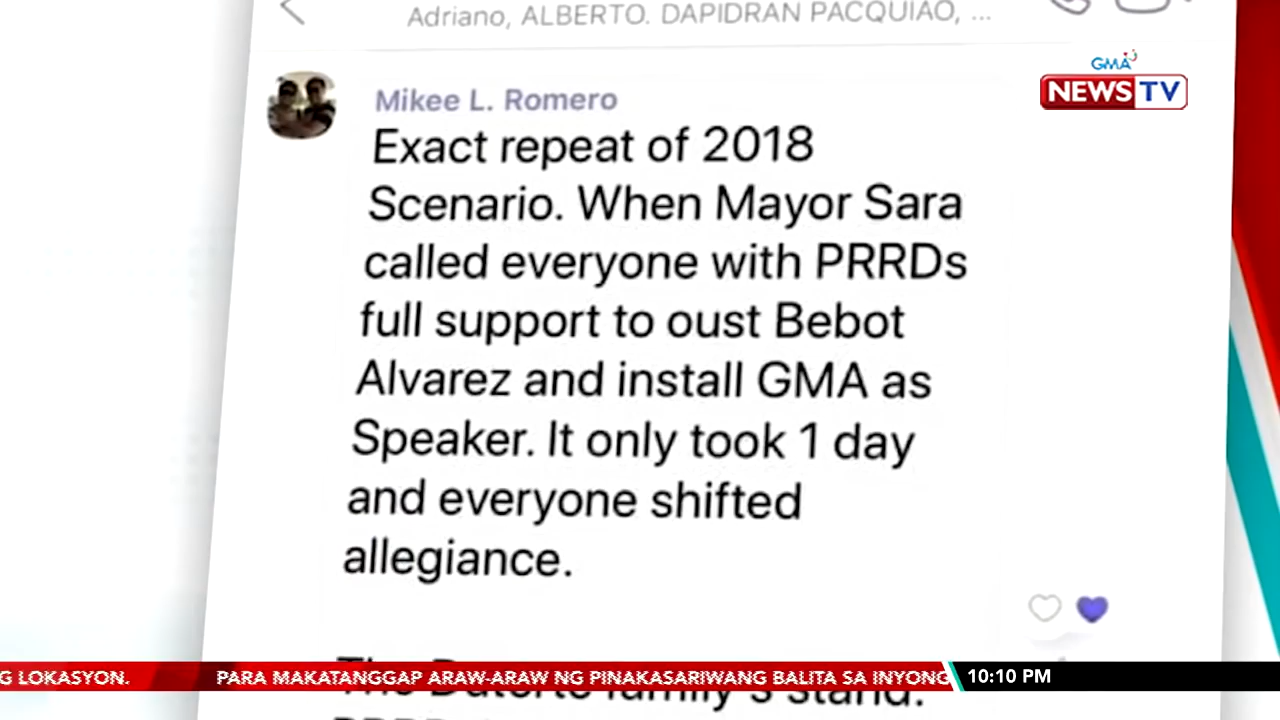 Adriano, ALBERTO. DAPIDRAN PACQUIAO, ...
GMA
NEWS TV
Mikee L. Romero
Exact repeat of 2018
Scenario. When Mayor Sara
called everyone with PRRDs
full support to oust Bebot
Alvarez and install GMA as
Speaker. It only took 1 day
and everyone shifted
allegiance.
The Duterte family's stand.
G LOKASYON. PARA MAKATANGGAP ARAW-ARAW NG PINAKASARIWANG BALITA SA INYONG
10:10 PM